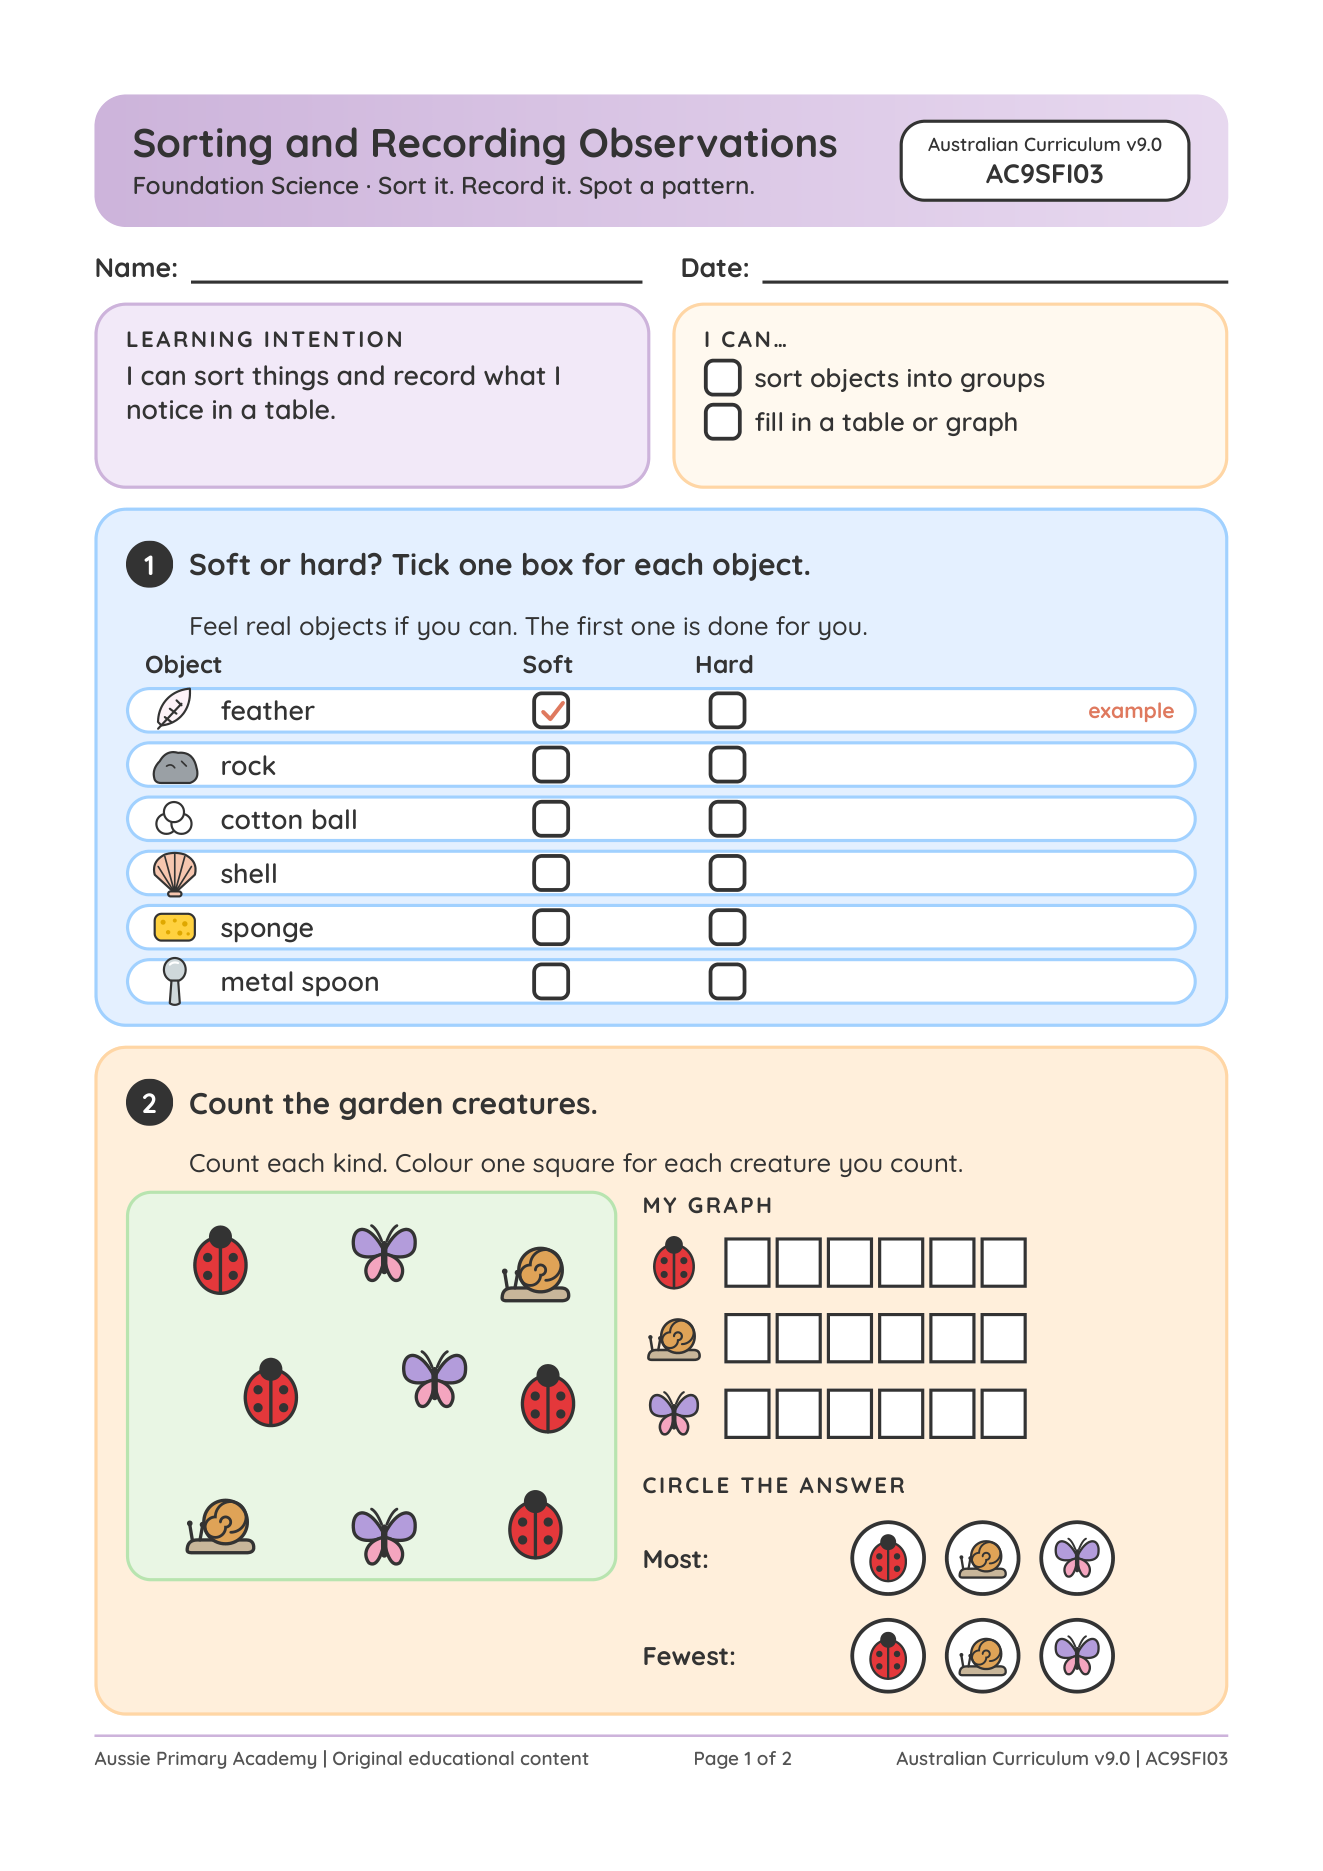 Sorting and Recording Observations
Foundation Science · Sort it. Record it. Spot a pattern.
Australian Curriculum v9.0
AC9SFI03
Name:
Date:
LEARNING INTENTION
I can sort things and record what I
notice in a table.
I CAN…
sort objects into groups
fill in a table or graph
1 Soft or hard? Tick one box for each object.
Feel real objects if you can. The first one is done for you.
Object Soft Hard
feather example
rock
cotton ball
shell
sponge
metal spoon
2 Count the garden creatures.
Count each kind. Colour one square for each creature you count.
MY GRAPH
CIRCLE THE ANSWER
Most:
Fewest:
Aussie Primary Academy | Original educational content Page 1 of 2 Australian Curriculum v9.0 | AC9SFI03